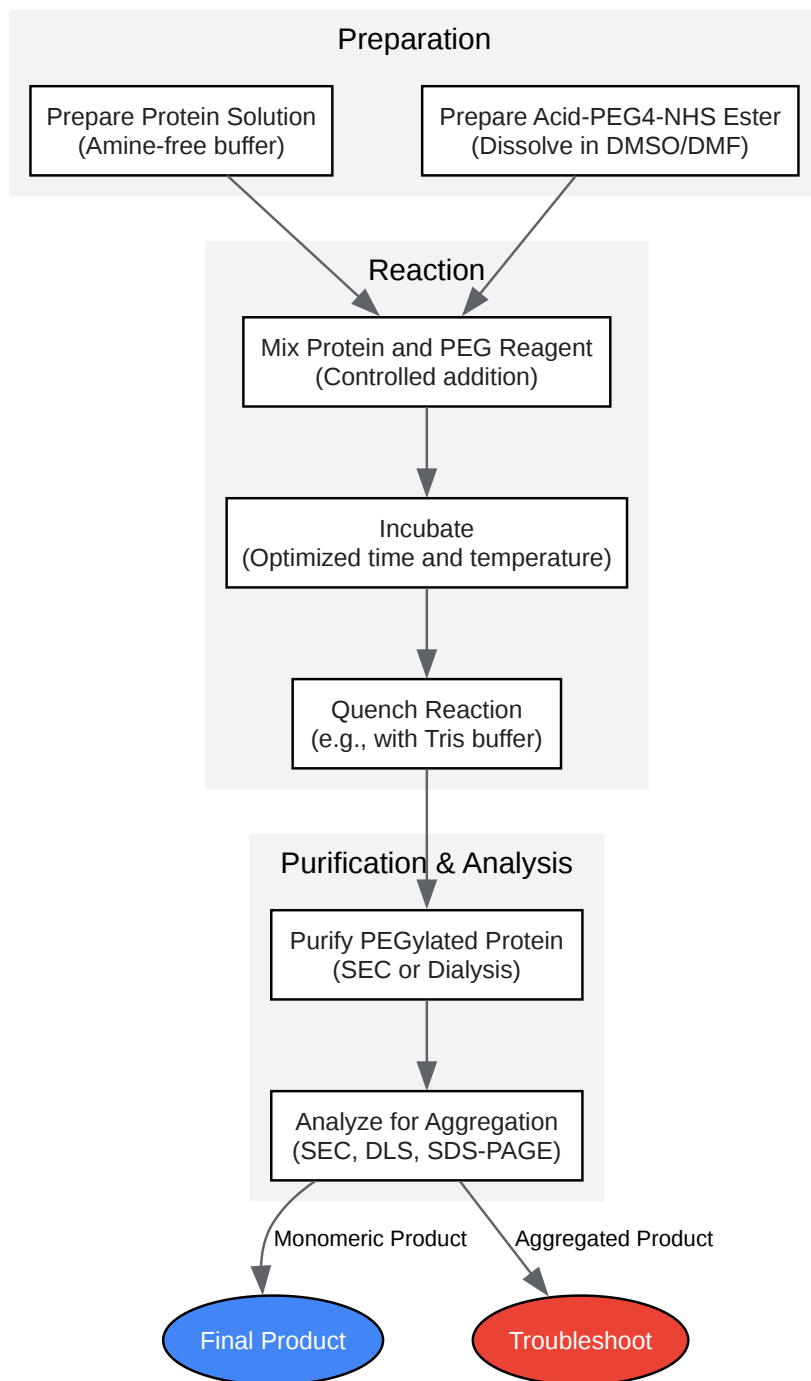 Preparation
Prepare Protein Solution
(Amine-free buffer)
Prepare Acid-PEG4-NHS Ester
(Dissolve in DMSO/DMF)
Reaction
Mix Protein and PEG Reagent
(Controlled addition)
Incubate
(Optimized time and temperature)
Quench Reaction
(e.g., with Tris buffer)
Purification & Analysis
Purify PEGylated Protein
(SEC or Dialysis)
Analyze for Aggregation
(SEC, DLS, SDS-PAGE)
Monomeric Product
Aggregated Product
Final Product
Troubleshoot